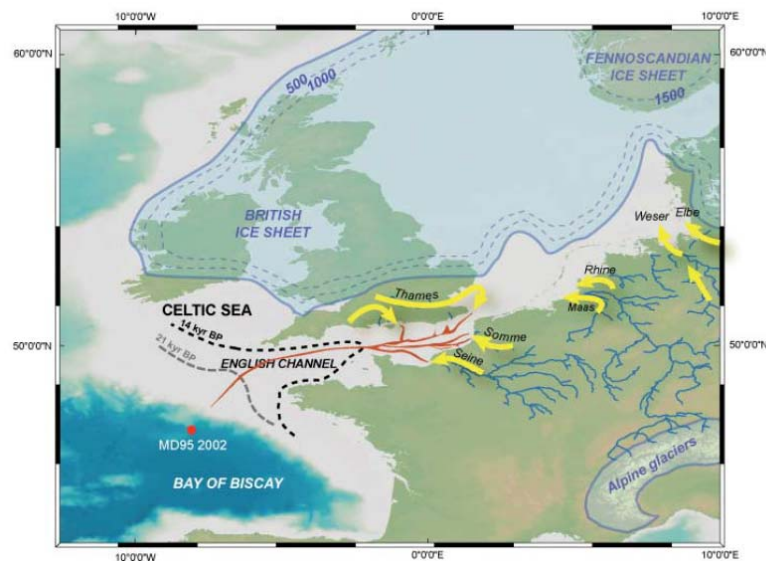 10°0'0"W 0°0'0"E 10°0'0"E
60°0'0"N 60°0'0"N
FENNOSCANDIAN
ICE SHEET
500
1000
1500
BRITISH
ICE SHEET
Weser Elbe
Rhine
Thames
Maas
CELTIC SEA
14 kyr BP
Somme
50°0'0"N 50°0'0"N
21 kyr BP
ENGLISH CHANNEL
Seine
MD95 2002
Alpine glaciers
BAY OF BISCAY
10°0'0"W 0°0'0"E 10°0'0"E